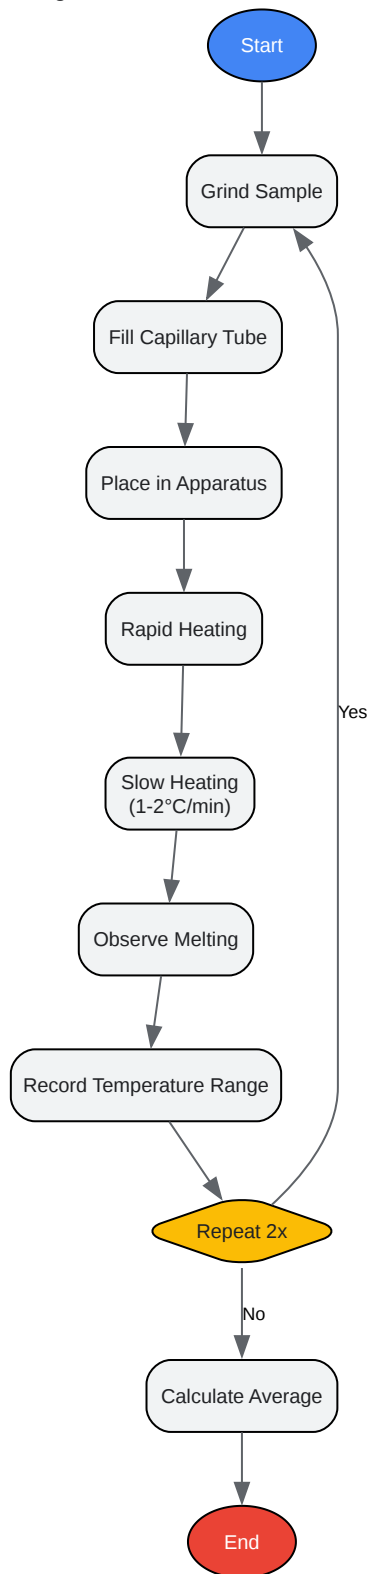 Start
Grind Sample
Fill Capillary Tube
Place in Apparatus
Rapid Heating
Yes
Slow Heating
(1-2°C/min)
Observe Melting
Record Temperature Range
Repeat 2x
No
Calculate Average
End